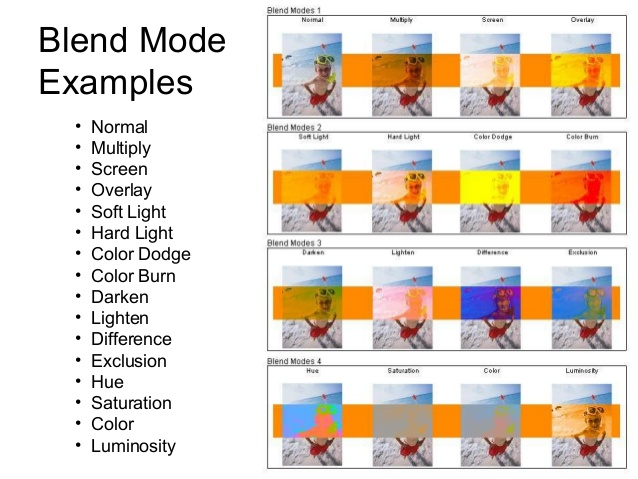 Blend Mode
Examples
• Normal
• Multiply
• Screen
• Overlay
• Soft Light
• Hard Light
• Color Dodge
• Color Burn
• Darken
• Lighten
• Difference
• Exclusion
• Hue
• Saturation
• Color
• Luminosity
Blend Modes 1
Normal Multiply Screen Overlay
Blend Modes 2
Soft Light Hard Light Color Dodge Color Burn
Blend Modes 3
Darken Lighten Difference Exclusion
Blend Modes 4
Hue Saturation Color Luminosity